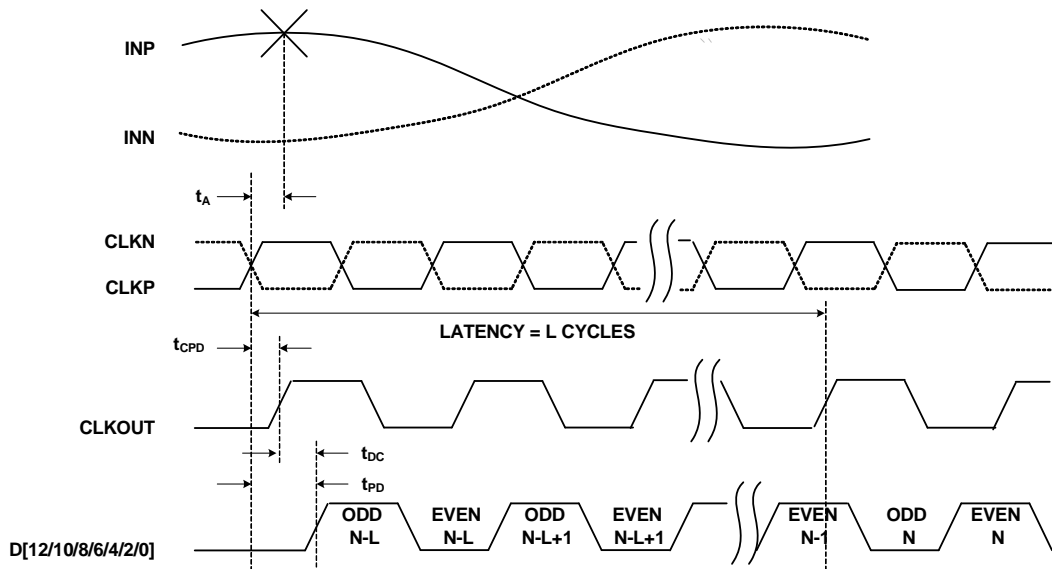 INP
INN
tA
CLKN
CLKP
LATENCY = L CYCLES
tCPD
CLKOUT
tDC
tPD
ODD EVEN ODD EVEN EVEN ODD EVEN
N-L N-L N-L+1 N-L+1 N-1 N N
D[12/10/8/6/4/2/0]